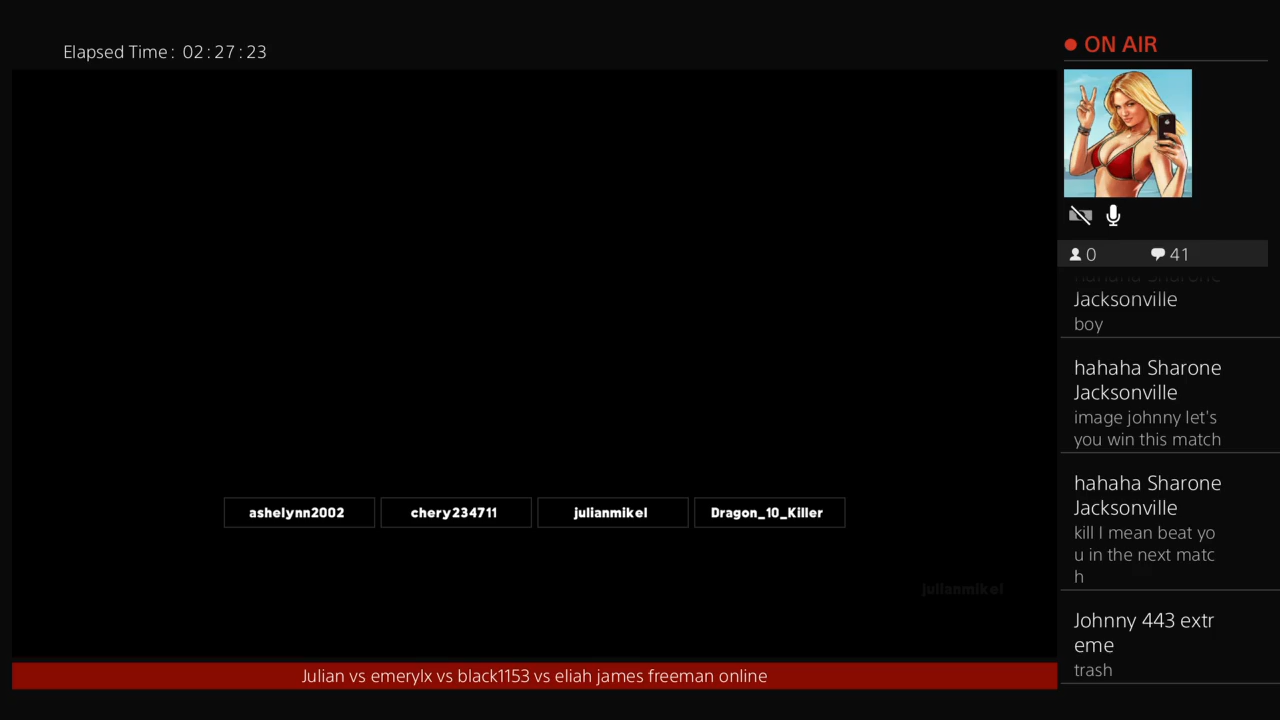 Elapsed Time: 02:27:23
ON AIR
0 41
hahaha Sharone
Jacksonville
boy
hahaha Sharone
Jacksonville
image johnny let's
you win this match
hahaha Sharone
Jacksonville
kill I mean beat yo
u in the next matc
h
Johnny 443 extr
eme
trash
ashelynn2002 chery234711 julianmikel Dragon_10_Killer
julianmikel
Julian vs emerylx vs black1153 vs eliah james freeman online